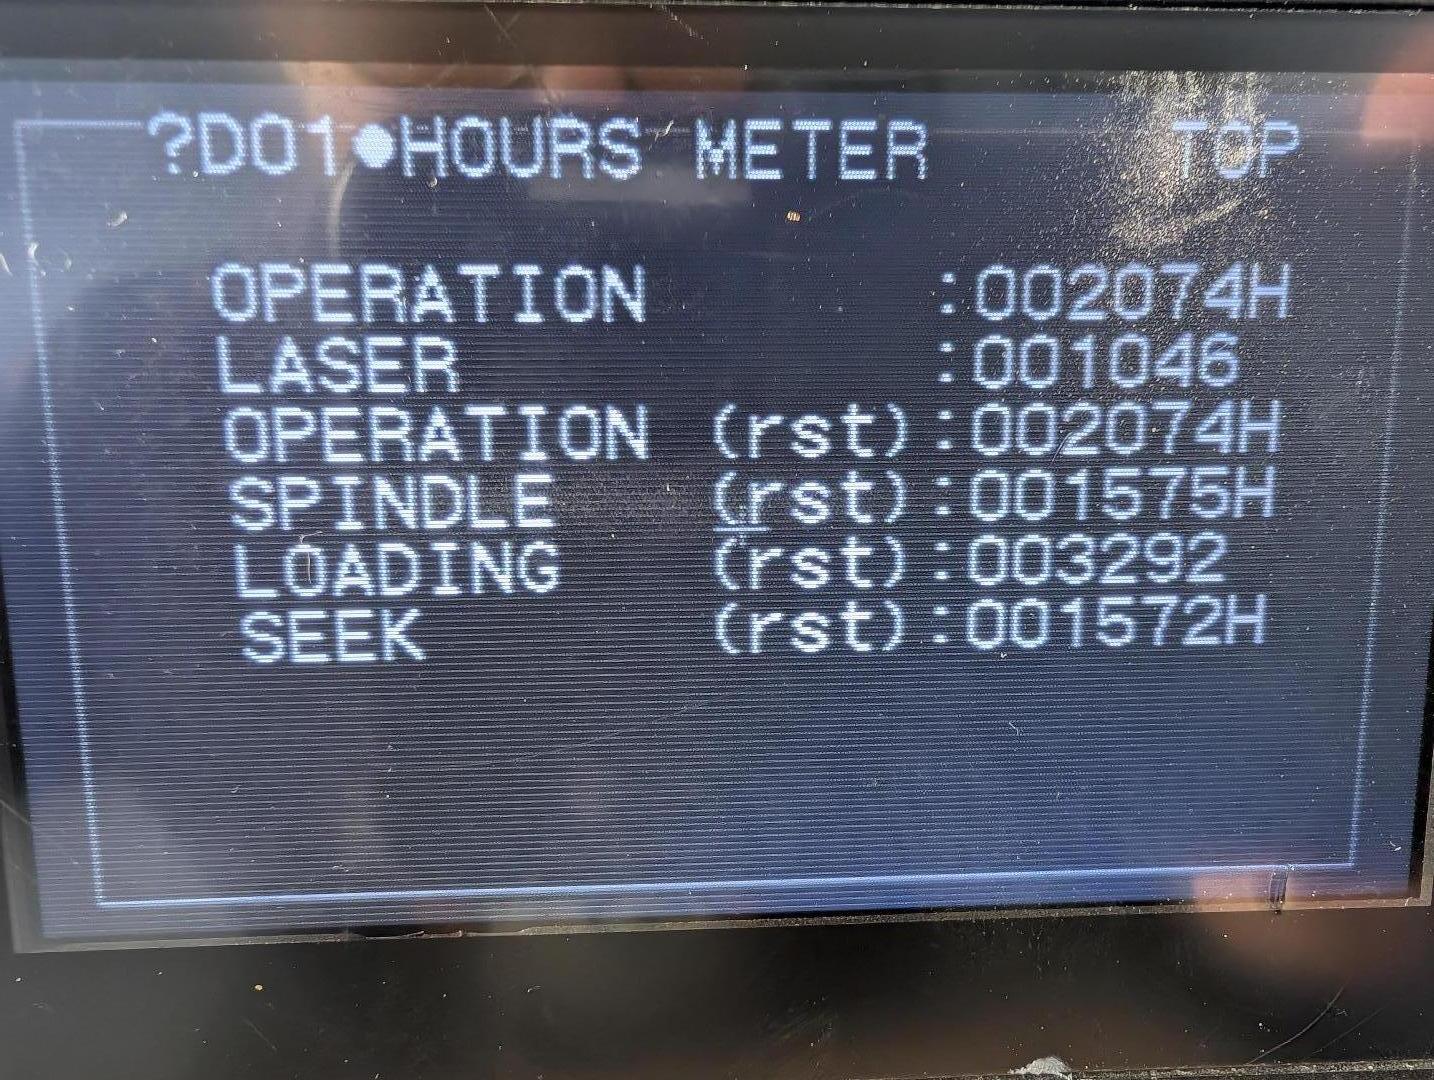 ?D01●HOURS METER TOP
OPERATION :002074H
LASER :001046
OPERATION (rst):002074H
SPINDLE (rst):001575H
LOADING (rst):003292
SEEK (rst):001572H